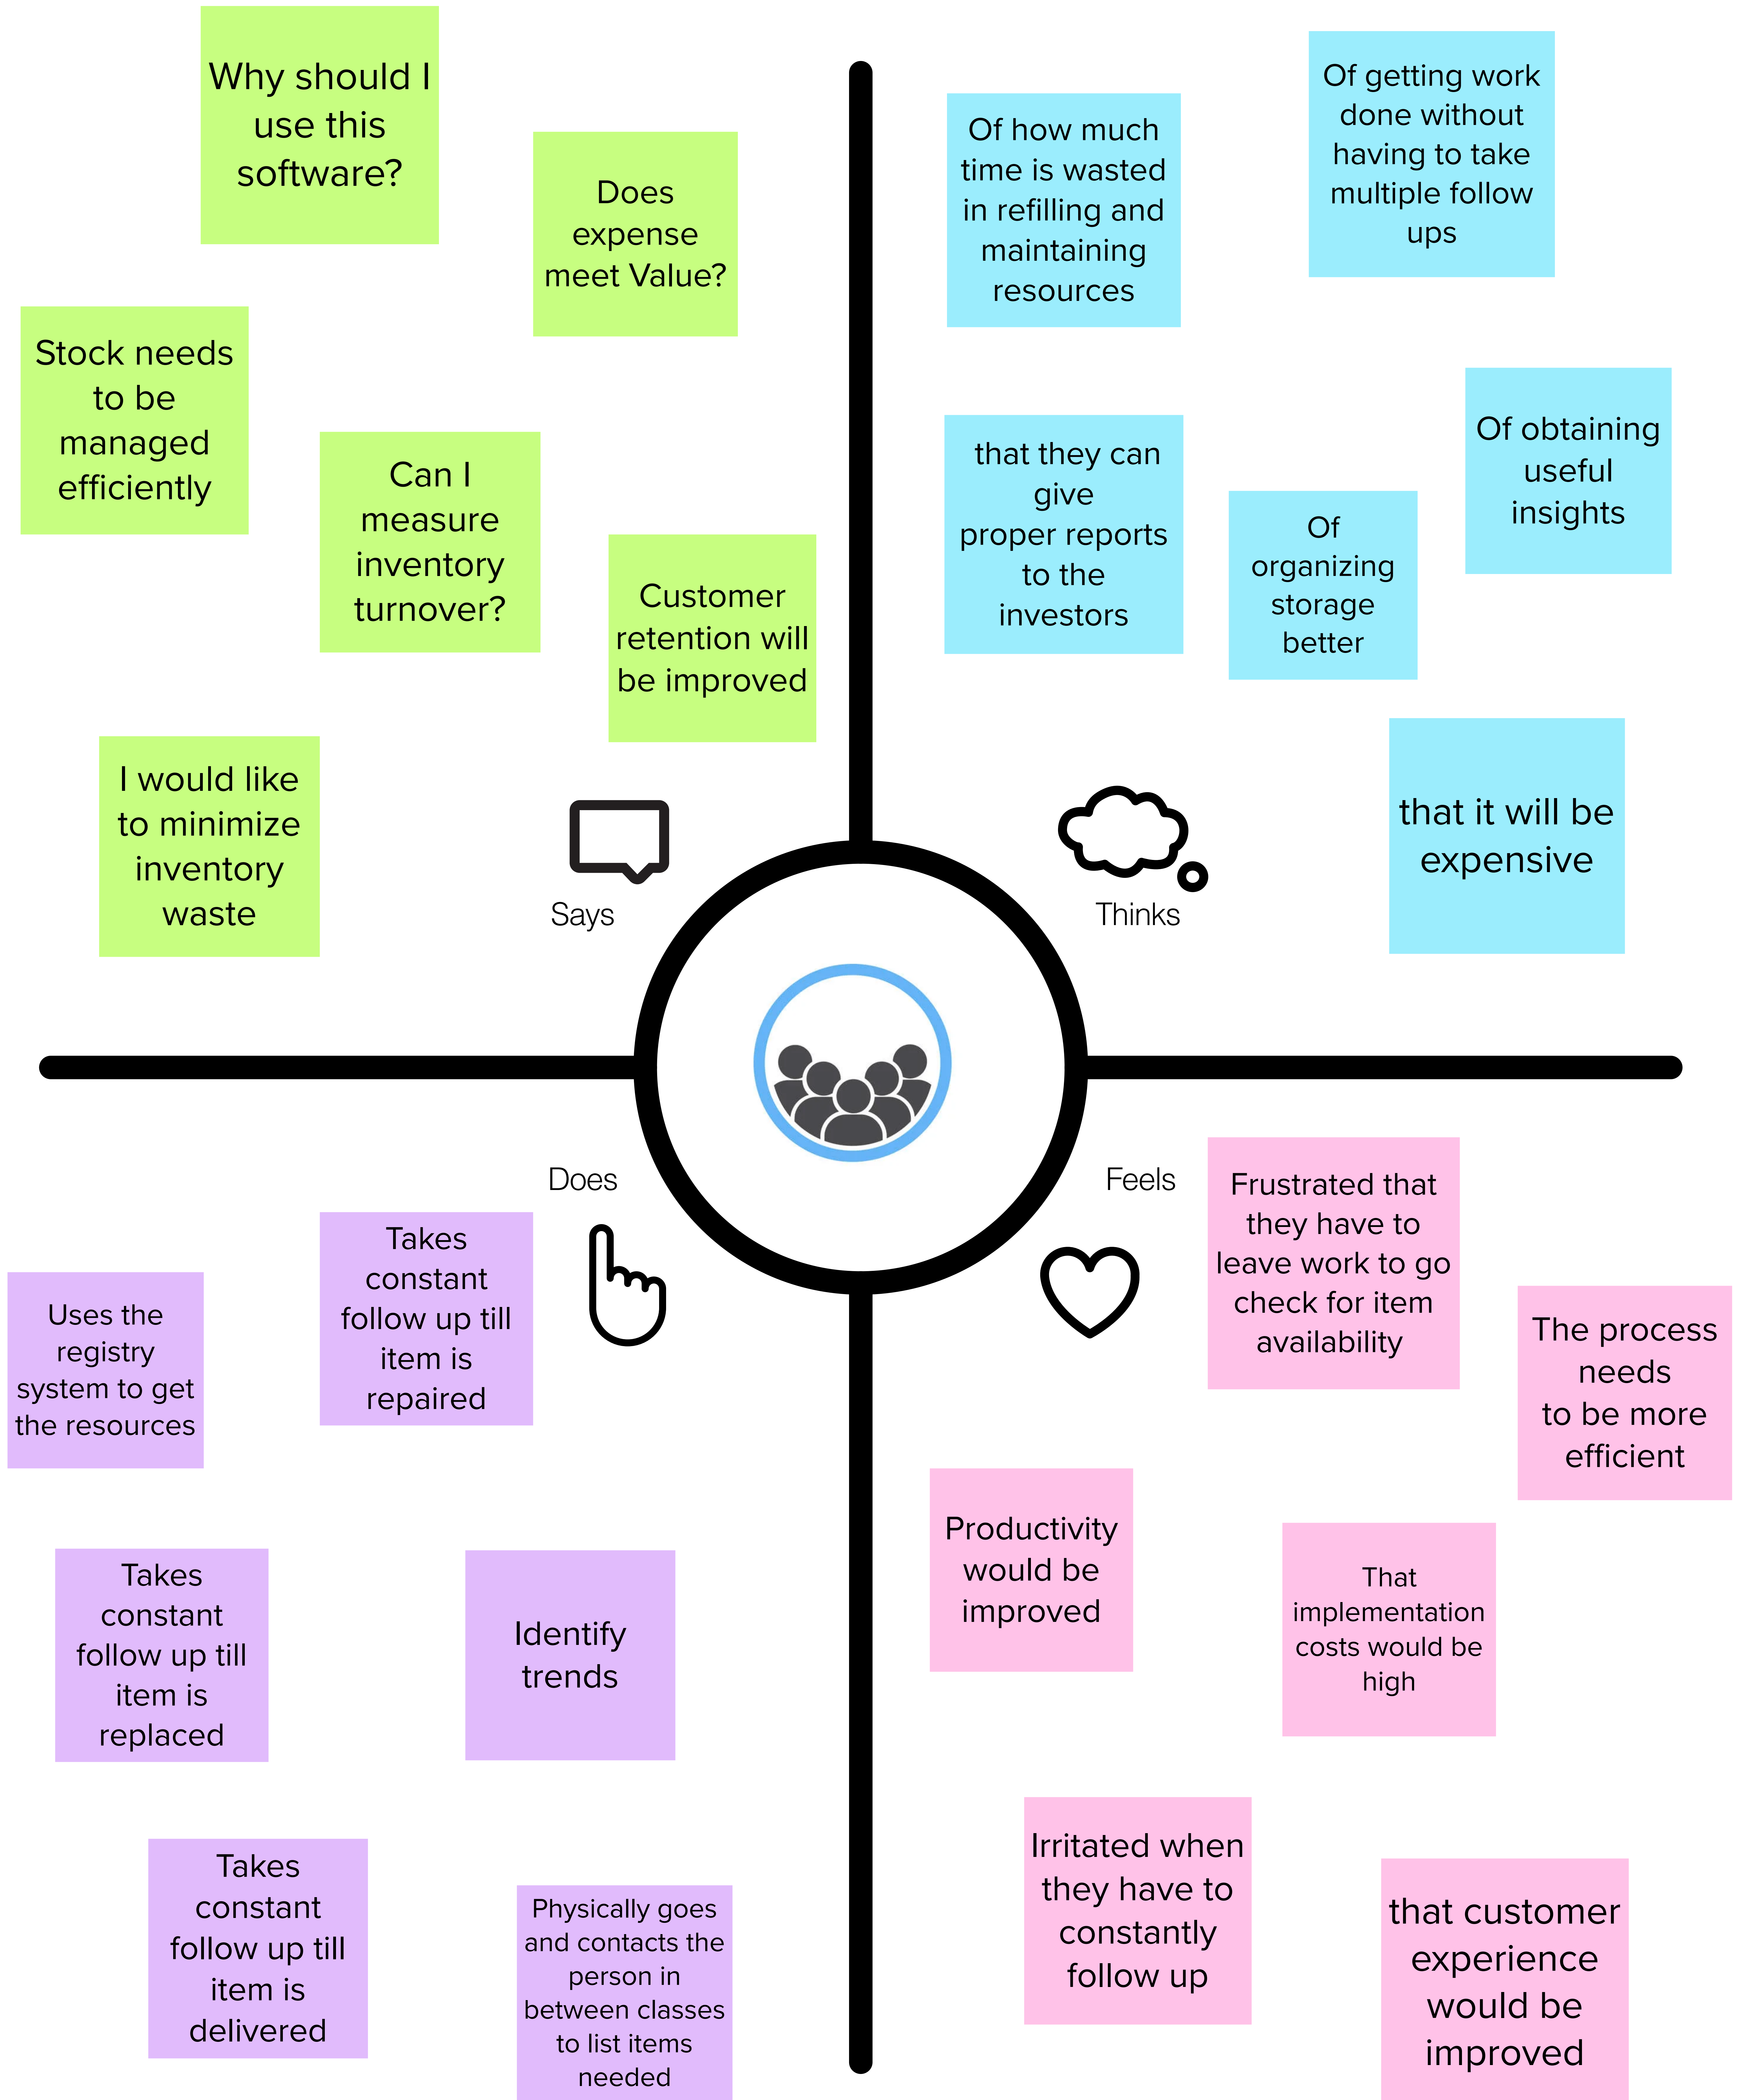 Why should I
use this
software?
Does
expense
meet Value?
Stock needs
to be
managed
efficiently
Can I
measure
inventory
turnover?
Customer
retention will
be improved
I would like
to minimize
inventory
waste
Says
Of how much
time is wasted
in refilling and
maintaining
resources
Of getting work
done without
having to take
multiple follow
ups
that they can
give
proper reports
to the
investors
Of
organizing
storage
better
Of obtaining
useful
insights
that it will be
expensive
Thinks
Does
Takes
constant
follow up till
item is
repaired
Uses the
registry
system to get
the resources
Takes
constant
follow up till
item is
replaced
Identify
trends
Takes
constant
follow up till
item is
delivered
Physically goes
and contacts the
person in
between classes
to list items
needed
Feels
Frustrated that
they have to
leave work to go
check for item
availability
The process
needs
to be more
efficient
Productivity
would be
improved
That
implementation
costs would be
high
Irritated when
they have to
constantly
follow up
that customer
experience
would be
improved